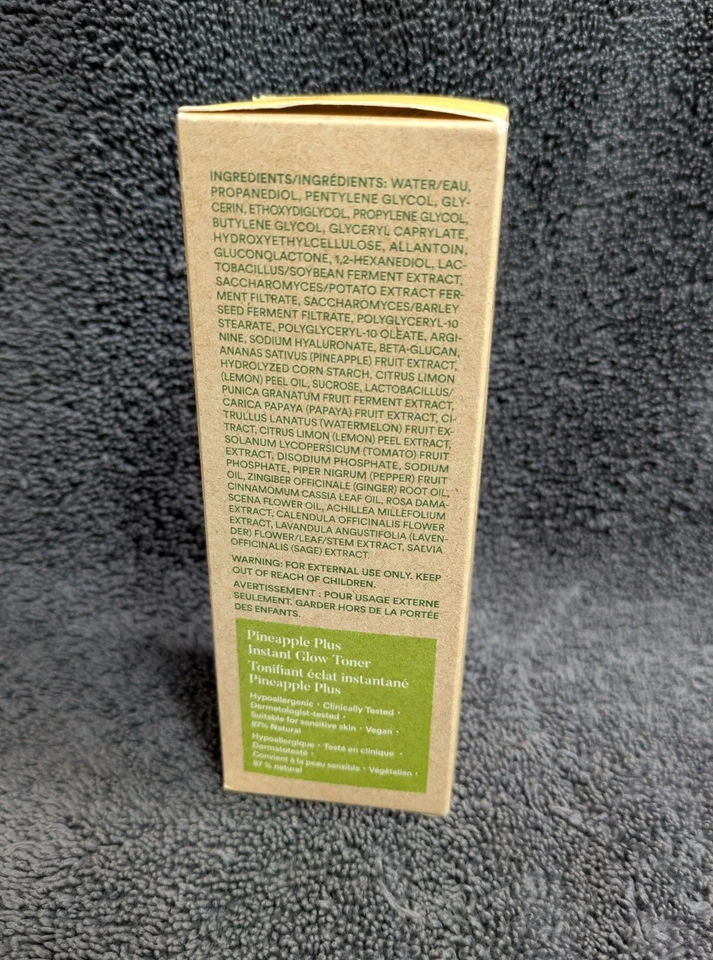 INGREDIENTS/INGRÉDIENTS: WATER/EAU,
PROPANEDIOL, PENTYLENE GLYCOL, GLY-
CERIN, ETHOXYDIGLYCOL, PROPYLENE GLYCOL,
BUTYLENE GLYCOL, GLYCERYL CAPRYLATE,
HYDROXYETHYLCELLULOSE, ALLANTOIN,
GLUCONOLACTONE, 1,2-HEXANEDIOL, LAC-
TOBACILLUS/SOYBEAN FERMENT EXTRACT,
SACCHAROMYCES/POTATO EXTRACT FER-
MENT FILTRATE, SACCHAROMYCES/BARLEY
SEED FERMENT FILTRATE, POLYGLYCERYL-10
STEARATE, POLYGLYCERYL-10 OLEATE, ARGI-
NINE, SODIUM HYALURONATE, BETA-GLUCAN,
ANANAS SATIVUS (PINEAPPLE) FRUIT EXTRACT,
HYDROLYZED CORN STARCH, CITRUS LIMON
(LEMON) PEEL OIL, SUCROSE, LACTOBACILLUS/
PUNICA GRANATUM FRUIT FERMENT EXTRACT,
CARICA PAPAYA (PAPAYA) FRUIT EXTRACT, CI-
TRULLUS LANATUS (WATERMELON) FRUIT EX-
TRACT, CITRUS LIMON (LEMON) PEEL EXTRACT,
SOLANUM LYCOPERSICUM (TOMATO) FRUIT
EXTRACT, DISODIUM PHOSPHATE, SODIUM
PHOSPHATE, PIPER NIGRUM (PEPPER) FRUIT
OIL, ZINGIBER OFFICINALE (GINGER) ROOT OIL,
CINNAMOMUM CASSIA LEAF OIL, ROSA DAMA-
SCENA FLOWER OIL, ACHILLEA MILLEFOLIUM
EXTRACT, CALENDULA OFFICINALIS FLOWER
EXTRACT, LAVANDULA ANGUSTIFOLIA (LAVEN-
DER) FLOWER/LEAF/STEM EXTRACT, SALVIA
OFFICINALIS (SAGE) EXTRACT.
WARNING: FOR EXTERNAL USE ONLY. KEEP
OUT OF REACH OF CHILDREN.
AVERTISSEMENT : POUR USAGE EXTERNE
SEULEMENT. GARDER HORS DE LA PORTÉE
DES ENFANTS.
Pineapple Plus
Instant Glow Toner
Tonifiant éclat instantané
Pineapple Plus
Hypoallergenic · Clinically Tested ·
Dermatologist-tested ·
Suitable for sensitive skin · Vegan ·
87% Natural
Hypoallergique · Testé en clinique ·
Dermotesté ·
Convient à la peau sensible · Végétalien ·
87 % natural